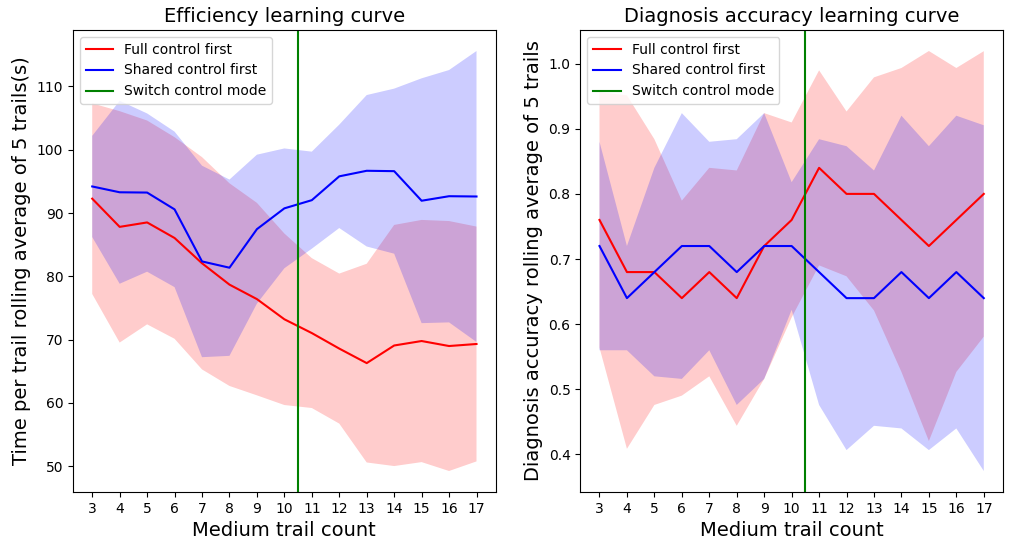 Efficiency learning curve
Full control first
Shared control first
Switch control mode
Time per trail rolling average of 5 trails(s)
110
100
90
80
70
60
50
3 4 5 6 7 8 9 10 11 12 13 14 15 16 17
Medium trail count
Diagnosis accuracy learning curve
Full control first
Shared control first
Switch control mode
Diagnosis accuracy rolling average of 5 trails
1.0
0.9
0.8
0.7
0.6
0.5
0.4
3 4 5 6 7 8 9 10 11 12 13 14 15 16 17
Medium trail count